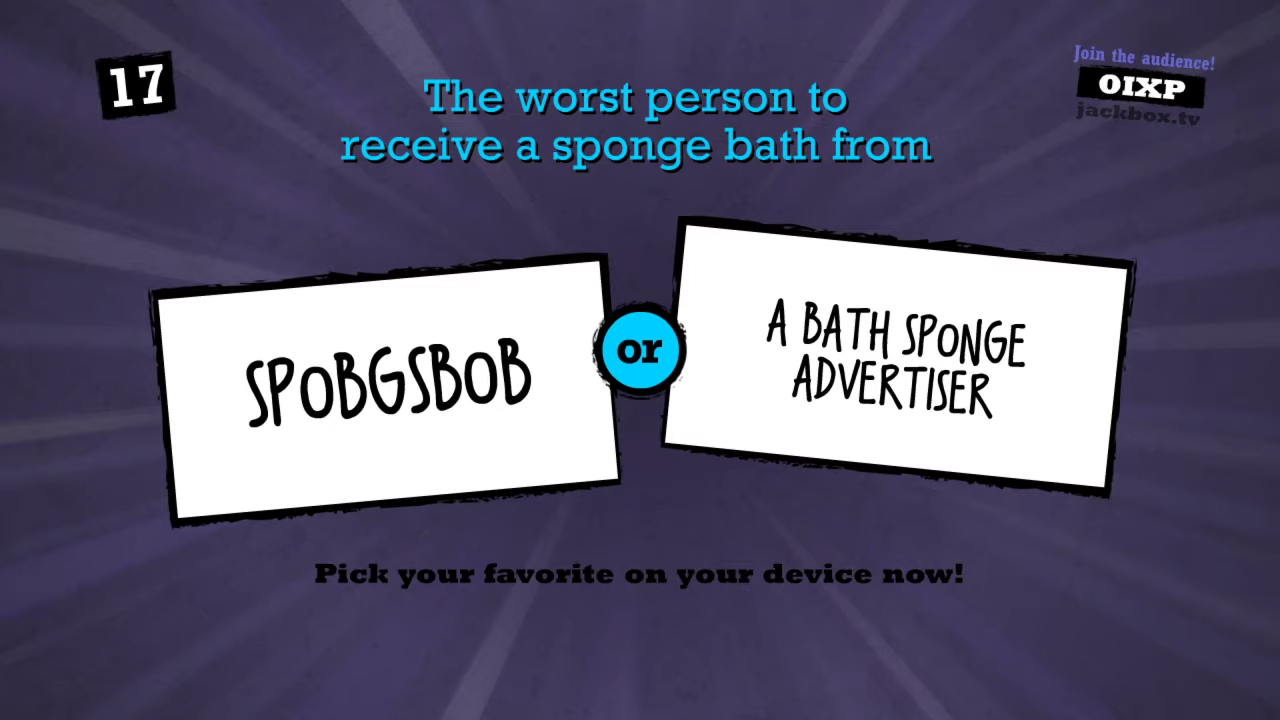 17
Join the audience!
OIXP
jackbox.tv
The worst person to
receive a sponge bath from
SPOBGSBOB
or
A BATH SPONGE
ADVERTISER
Pick your favorite on your device now!